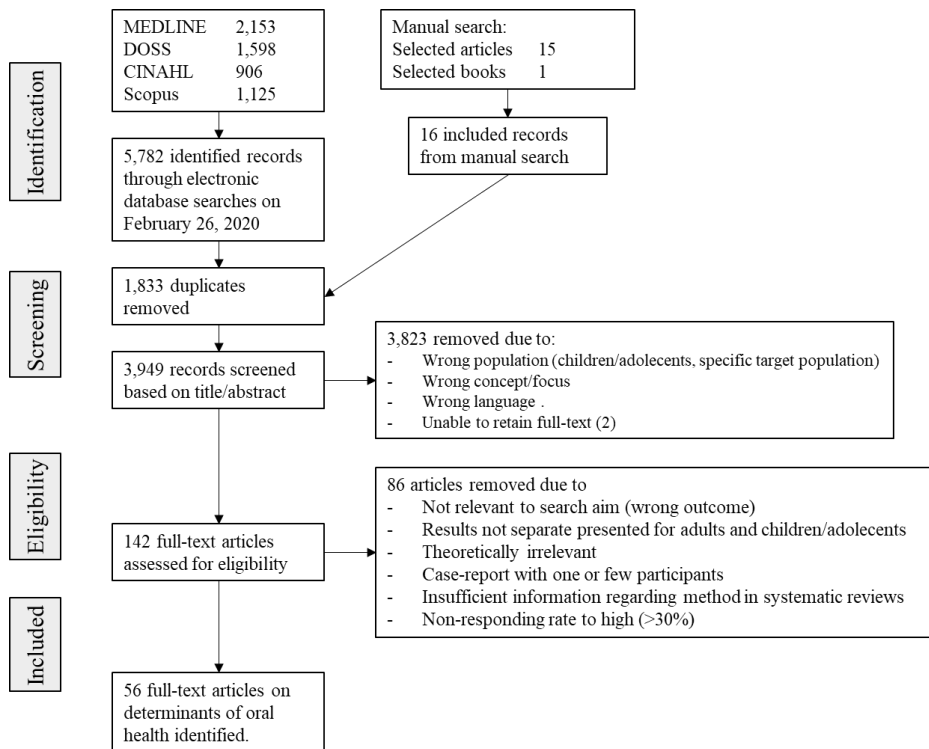 MEDLINE 2,153
DOSS 1,598
CINAHL 906
Scopus 1,125
Manual search:
Selected articles 15
Selected books 1
Identification
5,782 identified records
through electronic
database searches on
February 26, 2020
16 included records
from manual search
Screening
1,833 duplicates
removed
3,949 records screened
based on title/abstract
3,823 removed due to:
- Wrong population (children/adolecents, specific target population)
- Wrong concept/focus
- Wrong language .
- Unable to retain full-text (2)
Eligibility
142 full-text articles
assessed for eligibility
86 articles removed due to
- Not relevant to search aim (wrong outcome)
- Results not separate presented for adults and children/adolecents
- Theoretically irrelevant
- Case-report with one or few participants
- Insufficient information regarding method in systematic reviews
- Non-responding rate to high (>30%)
Included
56 full-text articles on
determinants of oral
health identified.